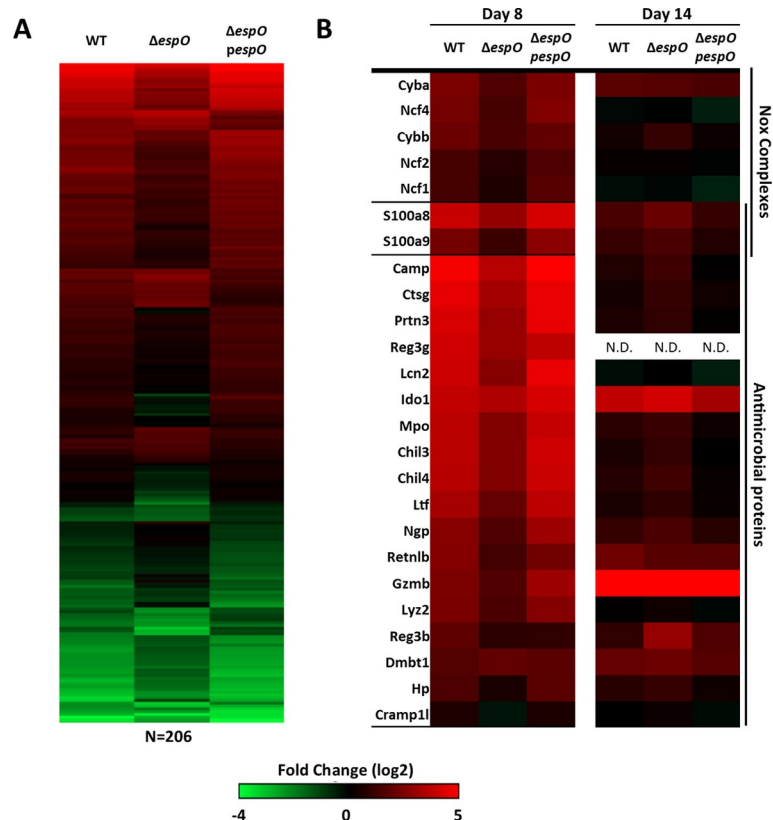 A
WT
ΔespO
ΔespO
pespO
N=206
B
Day 8
Day 14
WT
ΔespO
ΔespO
pespO
WT
ΔespO
ΔespO
pespO
Cyba
Ncf4
Cybb
Ncf2
Ncf1
S100a8
S100a9
Camp
Ctsg
Prtn3
Reg3g
N.D.
N.D.
N.D.
Lcn2
Ido1
Mpo
Chil3
Chil4
Ltf
Ngp
Retnlb
Gzmb
Lyz2
Reg3b
Dmbt1
Hp
Cramp1l
Nox Complexes
Antimicrobial proteins
Fold Change (log2)
-4
0
5